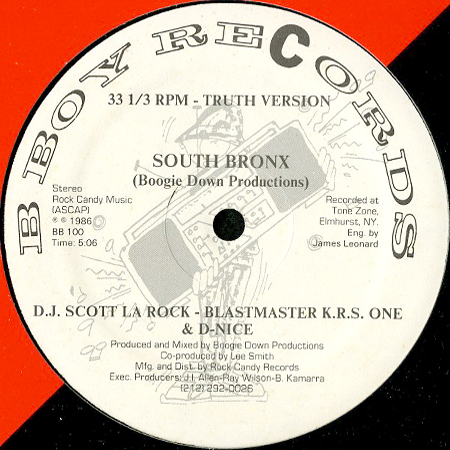 B BOY RECORDS
33 1/3 RPM - TRUTH VERSION
SOUTH BRONX
(Boogie Down Productions)
Stereo
Rock Candy Music
(ASCAP)
© ℗ 1986
BB 100
Time: 5:06
Recorded at
Tone Zone,
Elmhurst, NY.
Eng. by
James Leonard
D.J. SCOTT LA ROCK - BLASTMASTER K.R.S. ONE
& D-NICE
Produced and Mixed by Boogie Down Productions
Co-produced by Lee Smith
Mfg. and Dist. by Rock Candy Records
Exec. Producers: J.I. Allen-Ray Wilson-B. Kamarra
(212) 292-0026